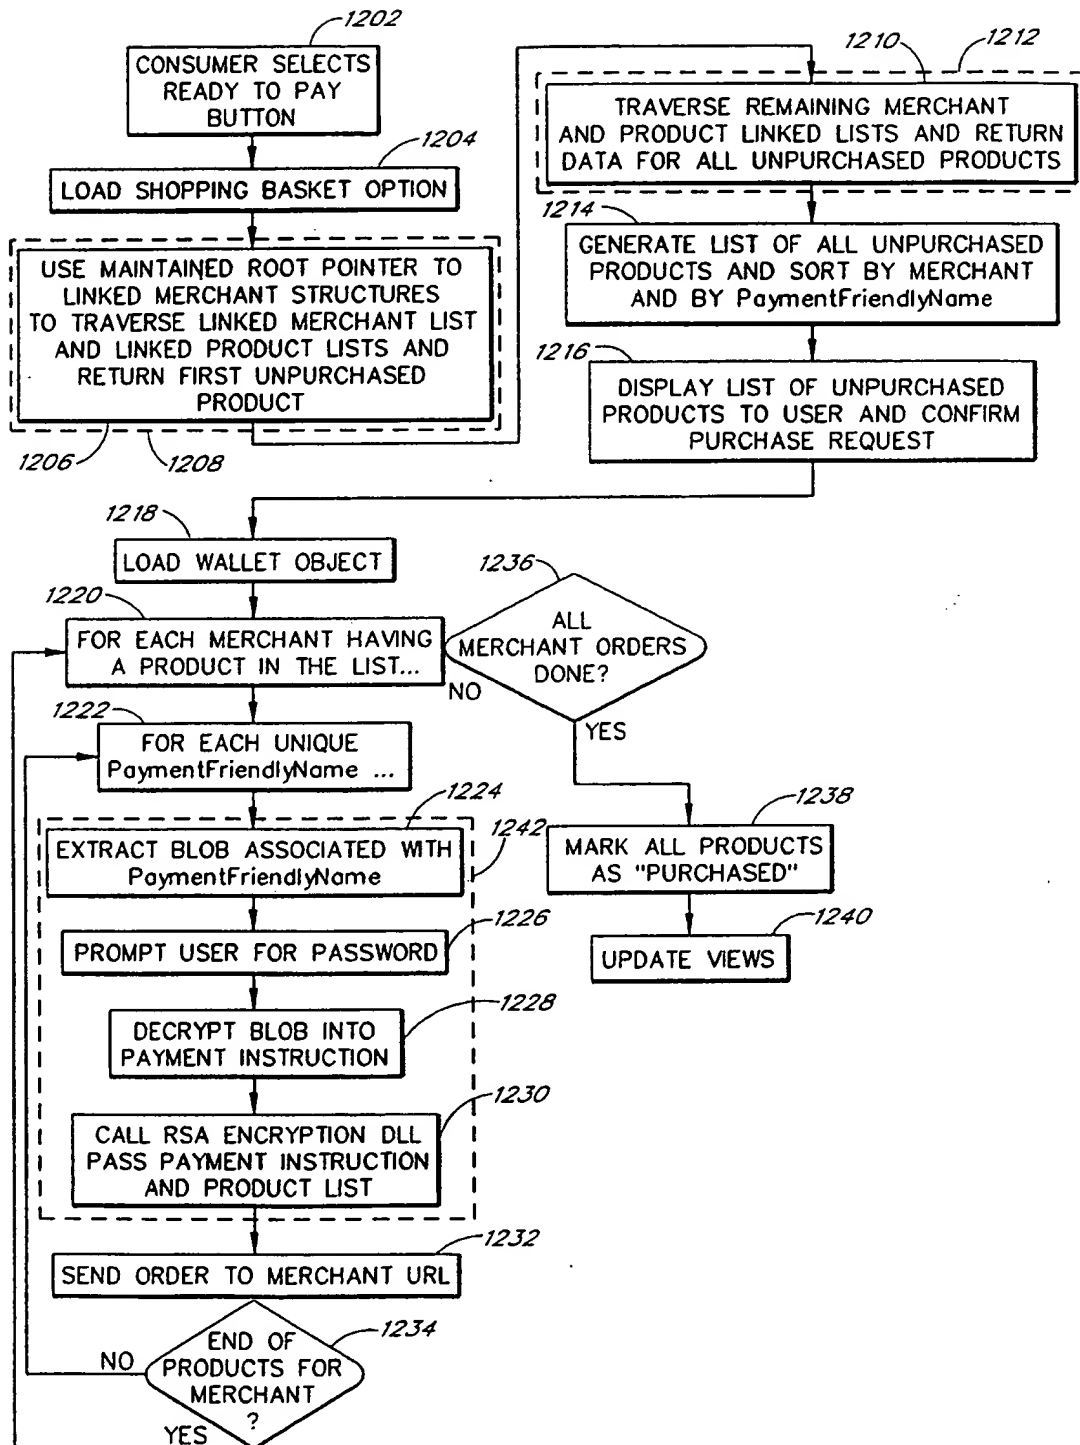 1202
CONSUMER SELECTS
READY TO PAY
BUTTON
1204
LOAD SHOPPING BASKET OPTION
USE MAINTAINED ROOT POINTER TO
LINKED MERCHANT STRUCTURES
TO TRAVERSE LINKED MERCHANT LIST
AND LINKED PRODUCT LISTS AND
RETURN FIRST UNPURCHASED
PRODUCT
1206
1208
1210
1212
TRAVERSE REMAINING MERCHANT
AND PRODUCT LINKED LISTS AND RETURN
DATA FOR ALL UNPURCHASED PRODUCTS
1214
GENERATE LIST OF ALL UNPURCHASED
PRODUCTS AND SORT BY MERCHANT
AND BY PaymentFriendlyName
1216
DISPLAY LIST OF UNPURCHASED
PRODUCTS TO USER AND CONFIRM
PURCHASE REQUEST
1218
LOAD WALLET OBJECT
1220
FOR EACH MERCHANT HAVING
A PRODUCT IN THE LIST...
1236
ALL
MERCHANT ORDERS
DONE?
NO
YES
1222
FOR EACH UNIQUE
PaymentFriendlyName ...
1224
1242
EXTRACT BLOB ASSOCIATED WITH
PaymentFriendlyName
1226
PROMPT USER FOR PASSWORD
1228
DECRYPT BLOB INTO
PAYMENT INSTRUCTION
1230
CALL RSA ENCRYPTION DLL
PASS PAYMENT INSTRUCTION
AND PRODUCT LIST
1232
SEND ORDER TO MERCHANT URL
1234
END OF
PRODUCTS FOR
MERCHANT
?
NO
YES
1238
MARK ALL PRODUCTS
AS "PURCHASED"
1240
UPDATE VIEWS